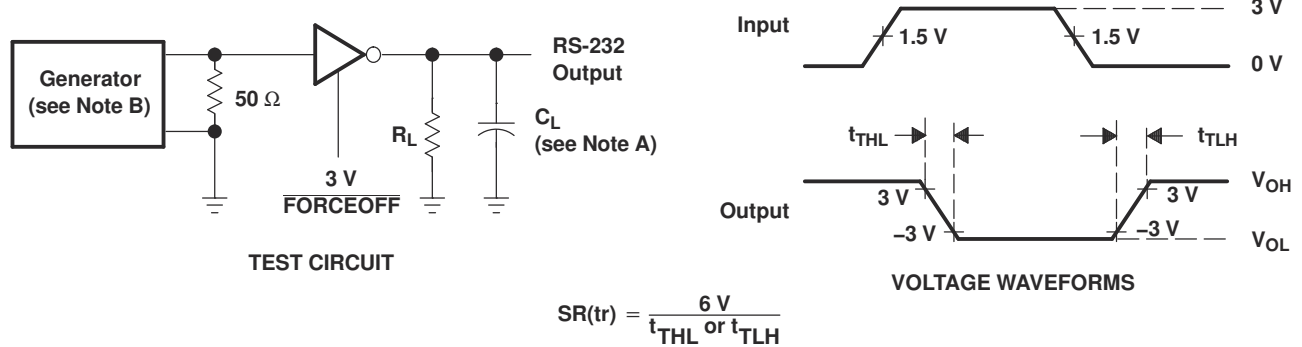 Generator
(see Note B)
50 Ω
RS-232
Output
R_L
C_L
(see Note A)
3 V
FORCEOFF
TEST CIRCUIT
Input
3 V
1.5 V
1.5 V
0 V
t_THL
t_TLH
Output
3 V
3 V
V_OH
−3 V
−3 V
V_OL
VOLTAGE WAVEFORMS
SR(tr) = 6 V / t_THL or t_TLH